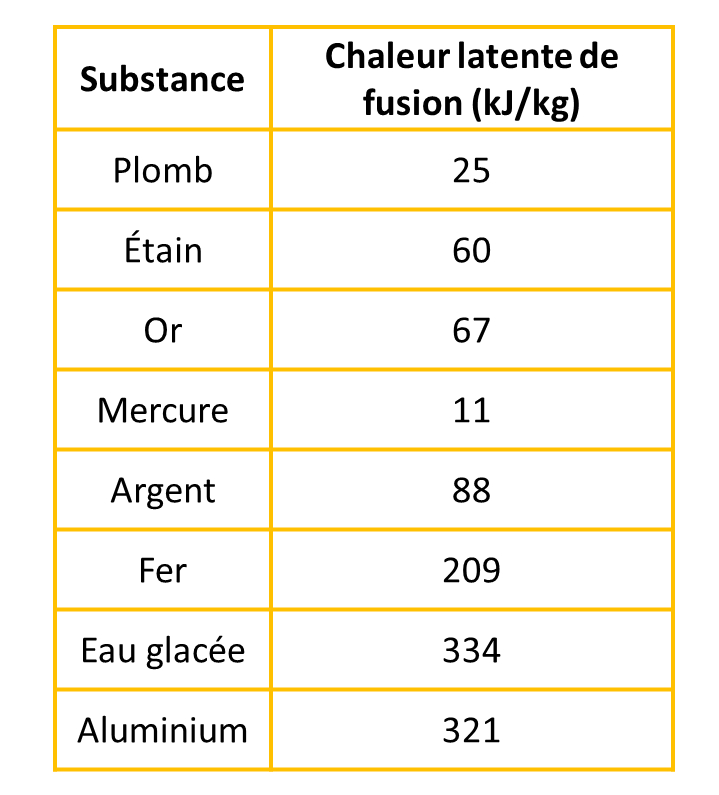 Substance
Chaleur latente de
fusion (kJ/kg)
Plomb 25
Étain 60
Or 67
Mercure 11
Argent 88
Fer 209
Eau glacée 334
Aluminium 321